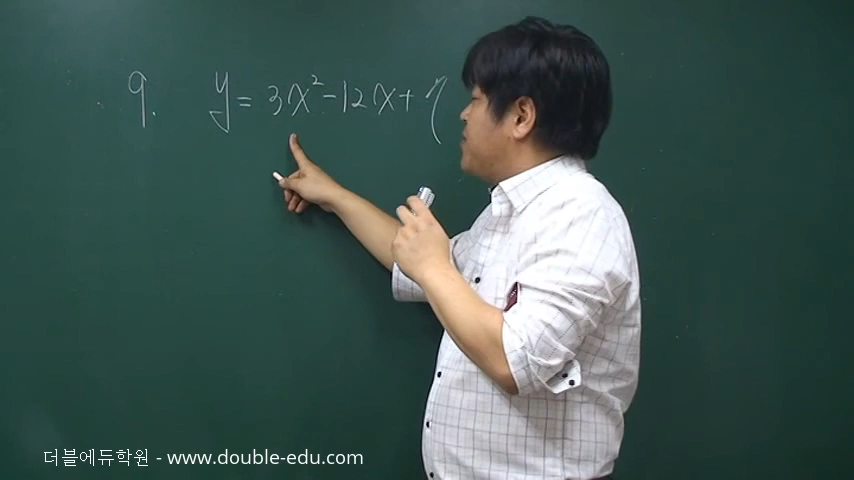 9. y = 3x² - 12x + 7
더블에듀학원 - www.double-edu.com